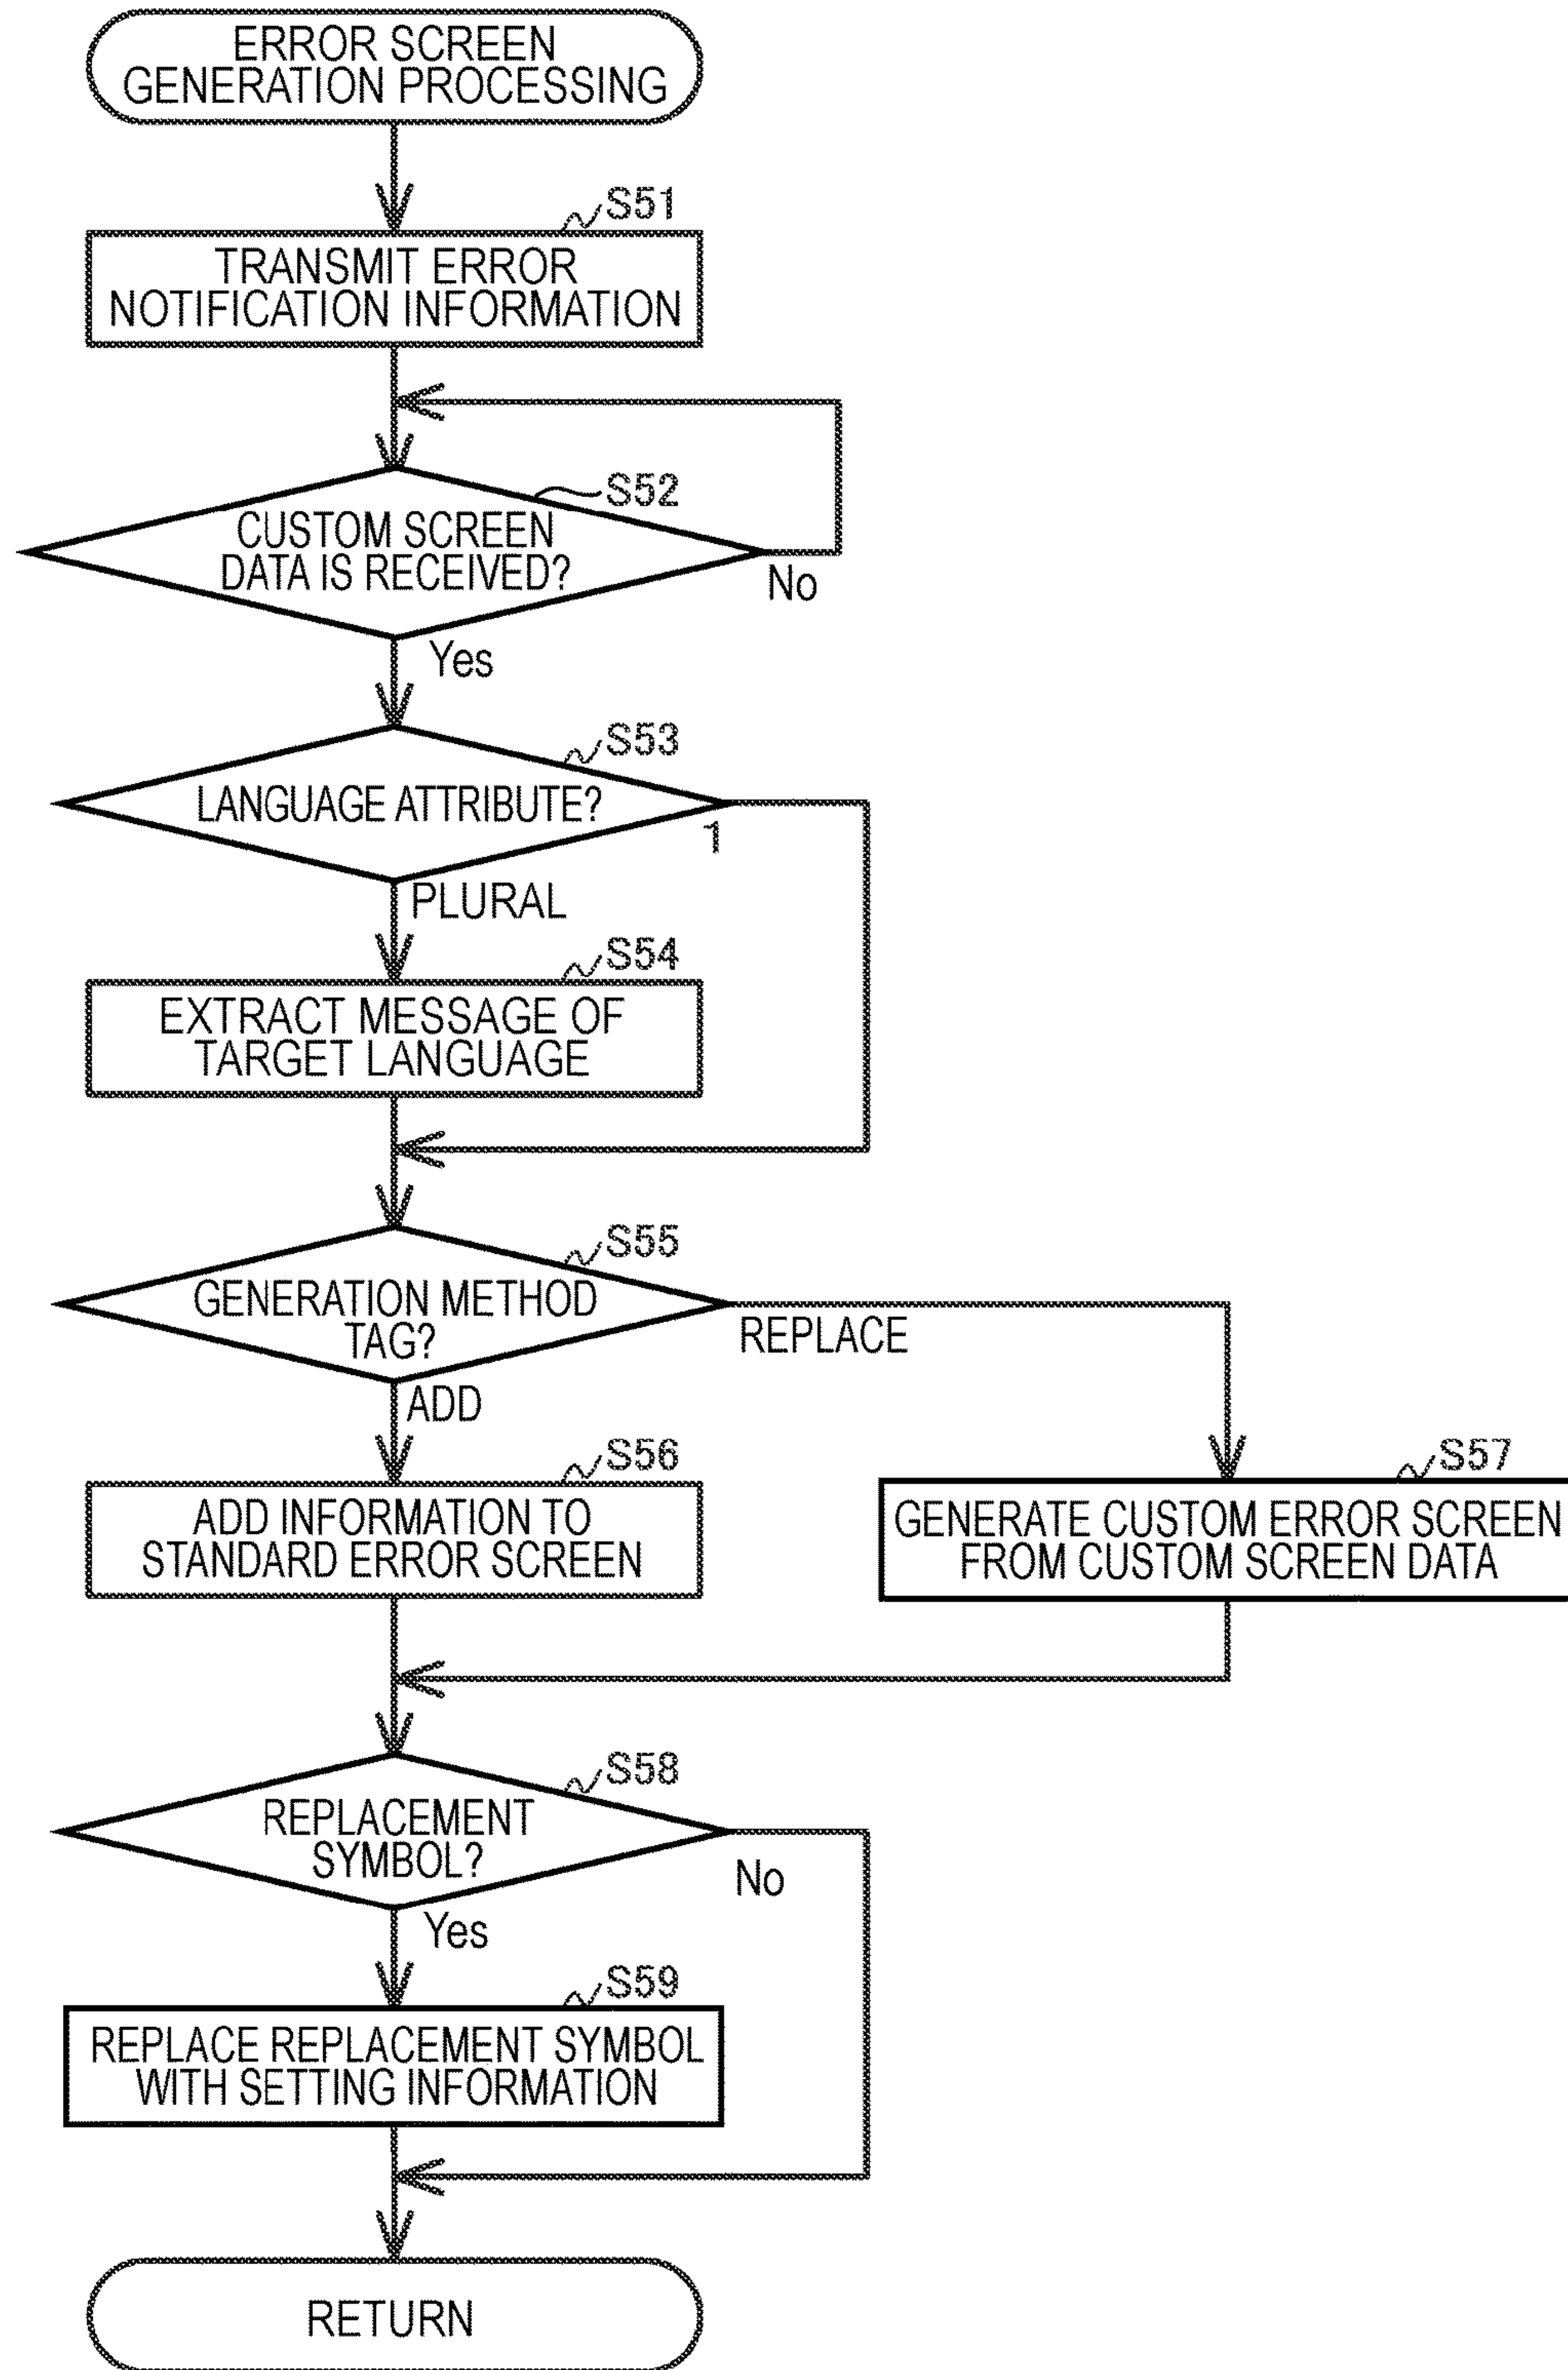 ERROR SCREEN
GENERATION PROCESSING
S51
TRANSMIT ERROR
NOTIFICATION INFORMATION
S52
CUSTOM SCREEN
DATA IS RECEIVED?
No
Yes
S53
LANGUAGE ATTRIBUTE?
1
PLURAL
S54
EXTRACT MESSAGE OF
TARGET LANGUAGE
S55
GENERATION METHOD
TAG?
REPLACE
ADD
S56
ADD INFORMATION TO
STANDARD ERROR SCREEN
S57
GENERATE CUSTOM ERROR SCREEN
FROM CUSTOM SCREEN DATA
S58
REPLACEMENT
SYMBOL?
No
Yes
S59
REPLACE REPLACEMENT SYMBOL
WITH SETTING INFORMATION
RETURN